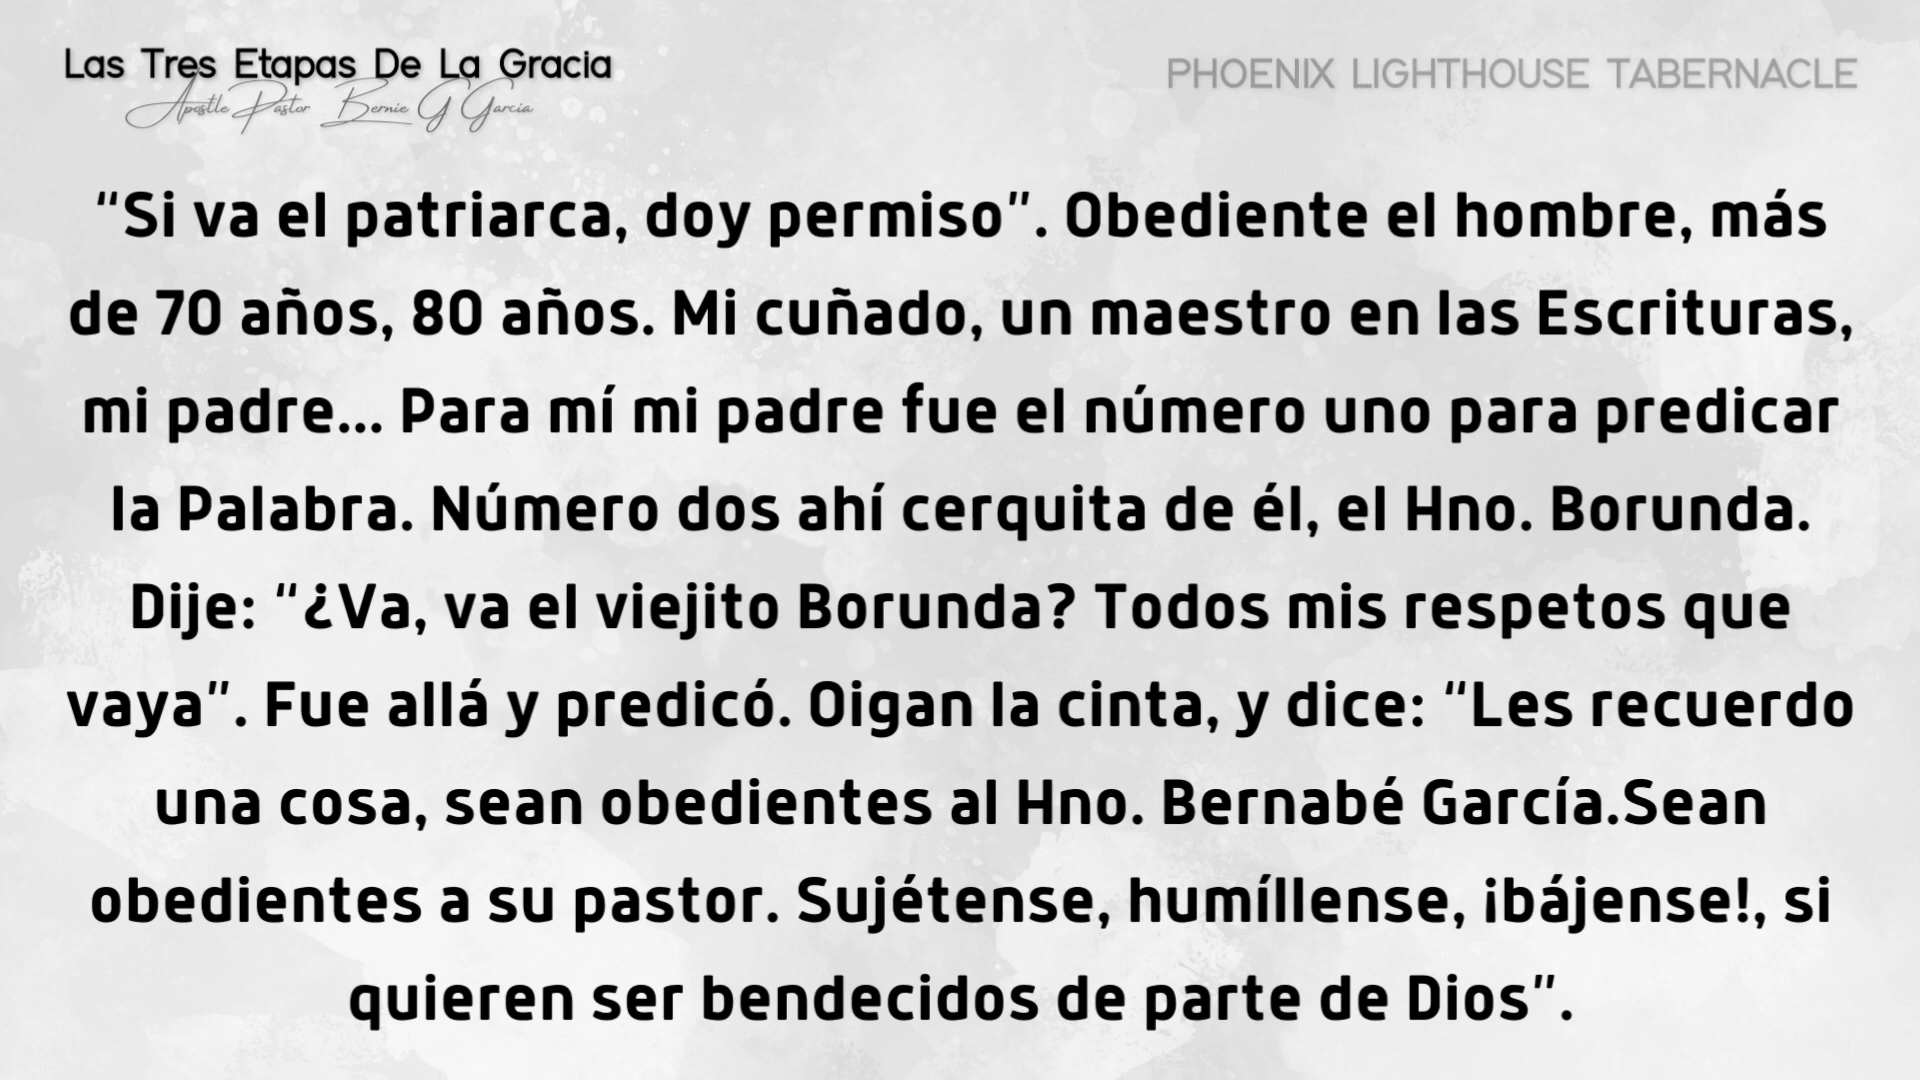 Las Tres Etapas De La Gracia
Apostle Pastor Bernie G Garcia
PHOENIX LIGHTHOUSE TABERNACLE
“Si va el patriarca, doy permiso”. Obediente el hombre, más
de 70 años, 80 años. Mi cuñado, un maestro en las Escrituras,
mi padre... Para mí mi padre fue el número uno para predicar
la Palabra. Número dos ahí cerquita de él, el Hno. Borunda.
Dije: “¿Va, va el viejito Borunda? Todos mis respetos que
vaya”. Fue allá y predicó. Oigan la cinta, y dice: “Les recuerdo
una cosa, sean obedientes al Hno. Bernabé García.Sean
obedientes a su pastor. Sujétense, humíllense, ¡bájense!, si
quieren ser bendecidos de parte de Dios”.